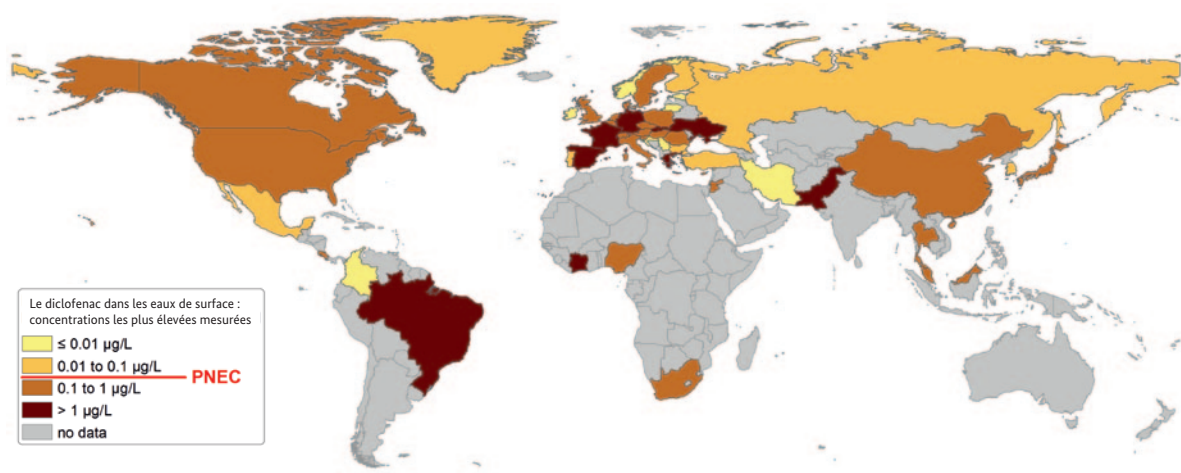 Le diclofenac dans les eaux de surface :
concentrations les plus élevées mesurées
≤ 0.01 µg/L
0.01 to 0.1 µg/L
PNEC
0.1 to 1 µg/L
> 1 µg/L
no data